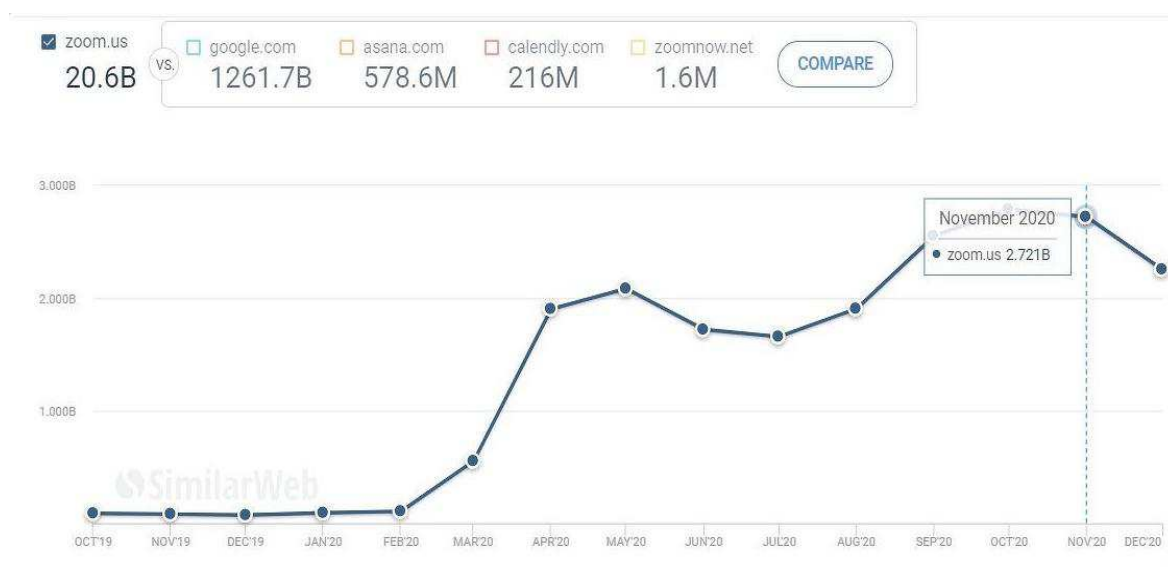 zoom.us
20.6B
vs.
google.com
1261.7B
asana.com
578.6M
calendly.com
216M
zoomnow.net
1.6M
COMPARE
3.000B
2.000B
1.000B
November 2020
zoom.us 2.721B
SimilarWeb
OCT'19 NOV'19 DEC'19 JAN'20 FEB'20 MAR'20 APR'20 MAY'20 JUN'20 JUL'20 AUG'20 SEP'20 OCT'20 NOV'20 DEC'20